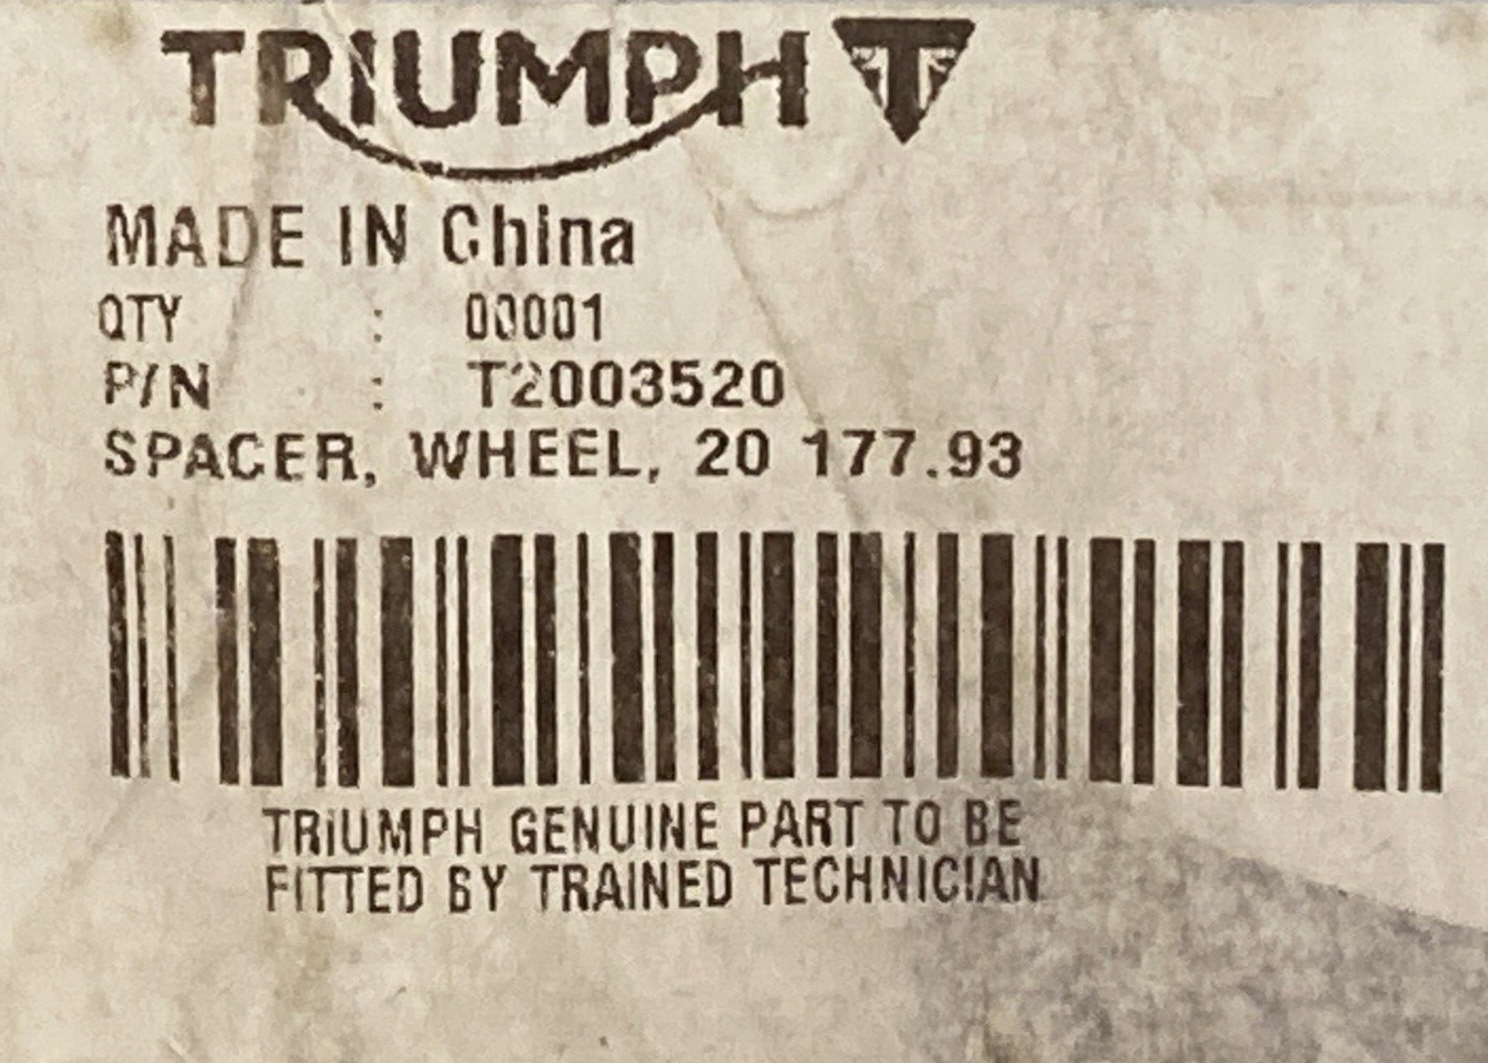 TRIUMPH T
MADE IN China
QTY : 00001
P/N : T2003520
SPACER, WHEEL, 20 177.93
TRIUMPH GENUINE PART TO BE
FITTED BY TRAINED TECHNICIAN